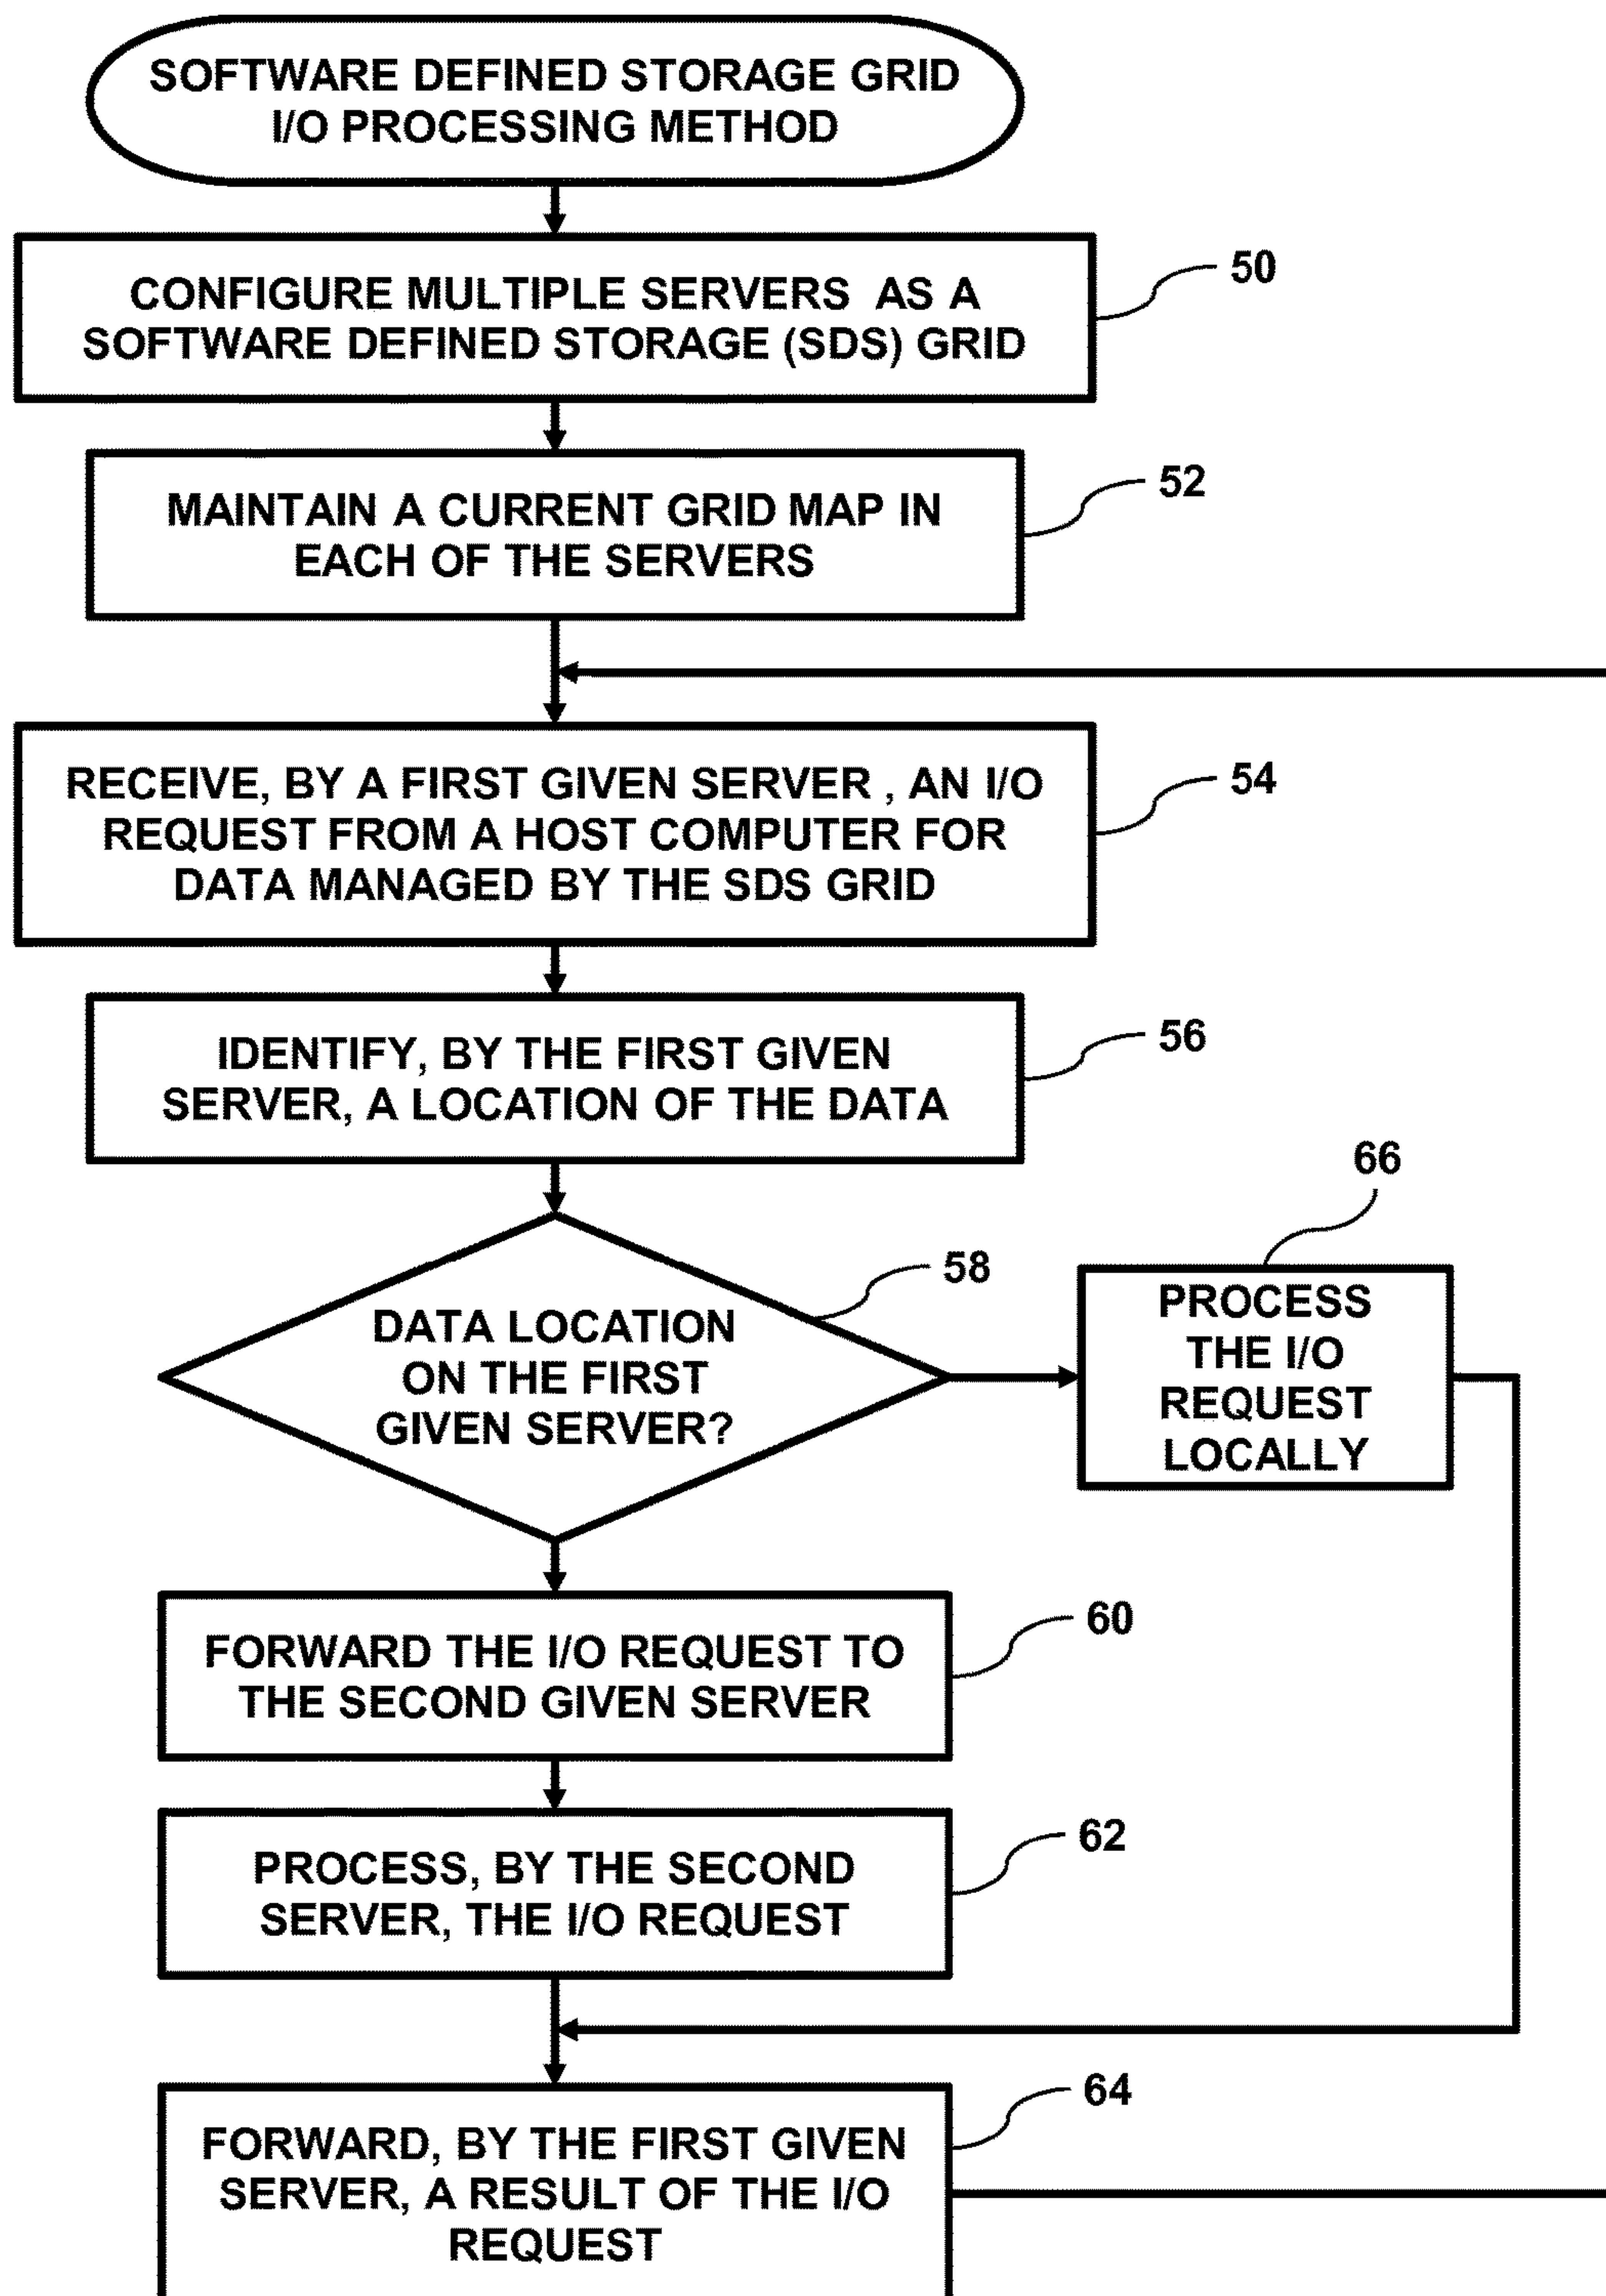 SOFTWARE DEFINED STORAGE GRID
I/O PROCESSING METHOD
CONFIGURE MULTIPLE SERVERS AS A
SOFTWARE DEFINED STORAGE (SDS) GRID
50
MAINTAIN A CURRENT GRID MAP IN
EACH OF THE SERVERS
52
RECEIVE, BY A FIRST GIVEN SERVER , AN I/O
REQUEST FROM A HOST COMPUTER FOR
DATA MANAGED BY THE SDS GRID
54
IDENTIFY, BY THE FIRST GIVEN
SERVER, A LOCATION OF THE DATA
56
DATA LOCATION
ON THE FIRST
GIVEN SERVER?
58
PROCESS
THE I/O
REQUEST
LOCALLY
66
FORWARD THE I/O REQUEST TO
THE SECOND GIVEN SERVER
60
PROCESS, BY THE SECOND
SERVER, THE I/O REQUEST
62
FORWARD, BY THE FIRST GIVEN
SERVER, A RESULT OF THE I/O
REQUEST
64